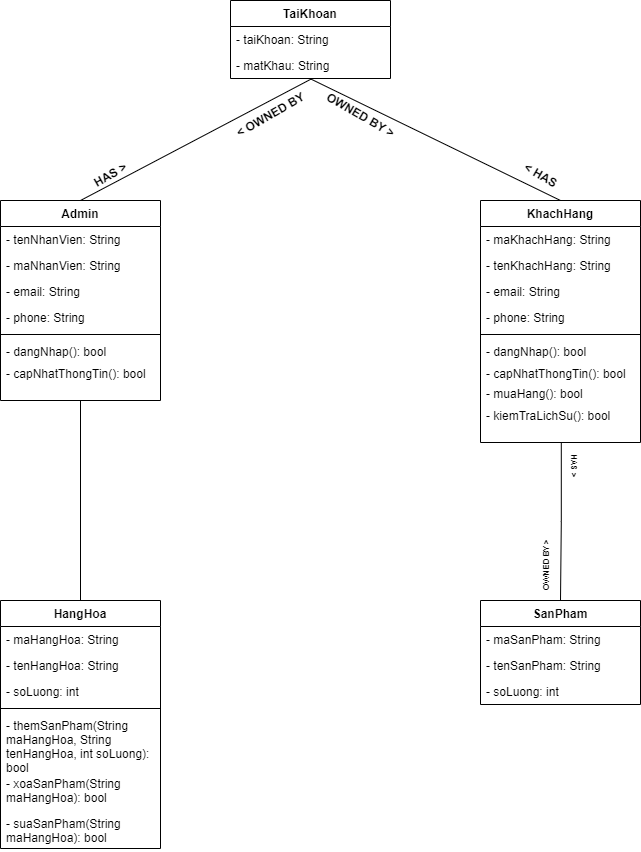 TaiKhoan
- taiKhoan: String
- matKhau: String
< OWNED BY
OWNED BY >
HAS >
< HAS
Admin
- tenNhanVien: String
- maNhanVien: String
- email: String
- phone: String
- dangNhap(): bool
- capNhatThongTin(): bool
KhachHang
- maKhachHang: String
- tenKhachHang: String
- email: String
- phone: String
- dangNhap(): bool
- capNhatThongTin(): bool
- muaHang(): bool
- kiemTraLichSu(): bool
< HAS
OWNED BY >
HangHoa
- maHangHoa: String
- tenHangHoa: String
- soLuong: int
- themSanPham(String
maHangHoa, String
tenHangHoa, int soLuong):
bool
- xoaSanPham(String
maHangHoa): bool
- suaSanPham(String
maHangHoa): bool
SanPham
- maSanPham: String
- tenSanPham: String
- soLuong: int